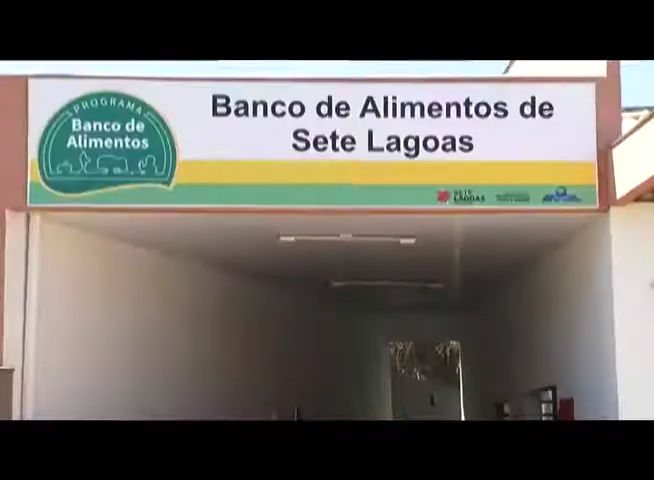 PROGRAMA
Banco de
Alimentos
Banco de Alimentos de
Sete Lagoas
SETE
LAGOAS